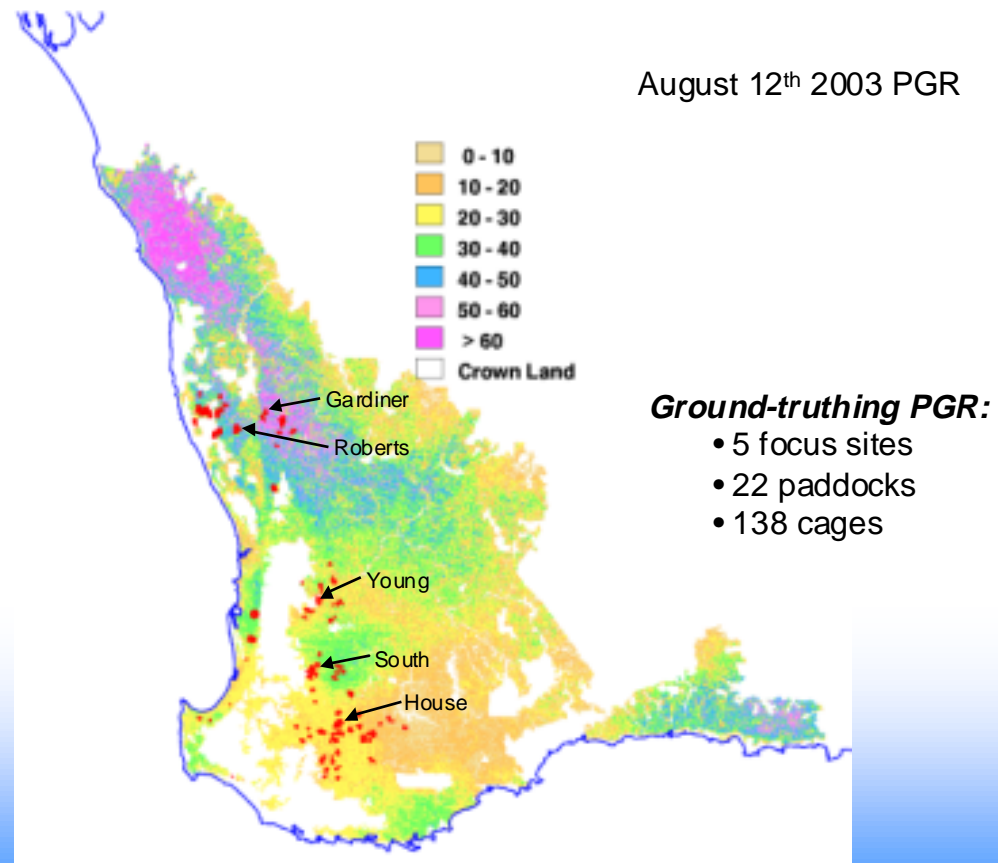 August 12th 2003 PGR
0 - 10
10 - 20
20 - 30
30 - 40
40 - 50
50 - 60
> 60
Crown Land
Gardiner
Roberts
Ground-truthing PGR:
• 5 focus sites
• 22 paddocks
• 138 cages
Young
South
House